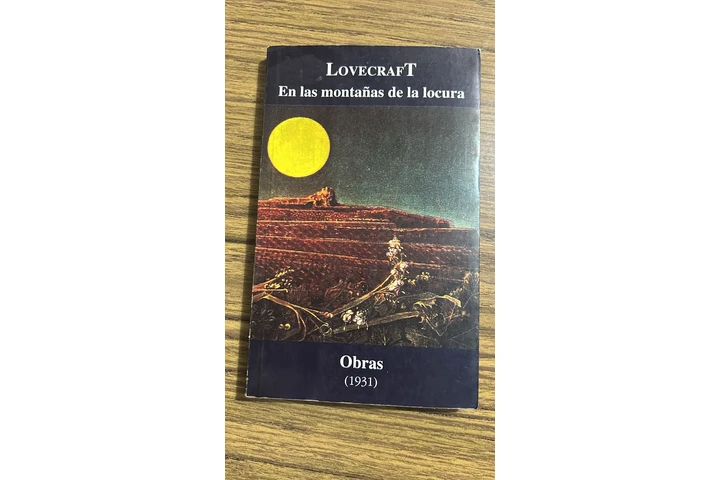 LOVECRAFT
En las montañas de la locura
Obras
(1931)